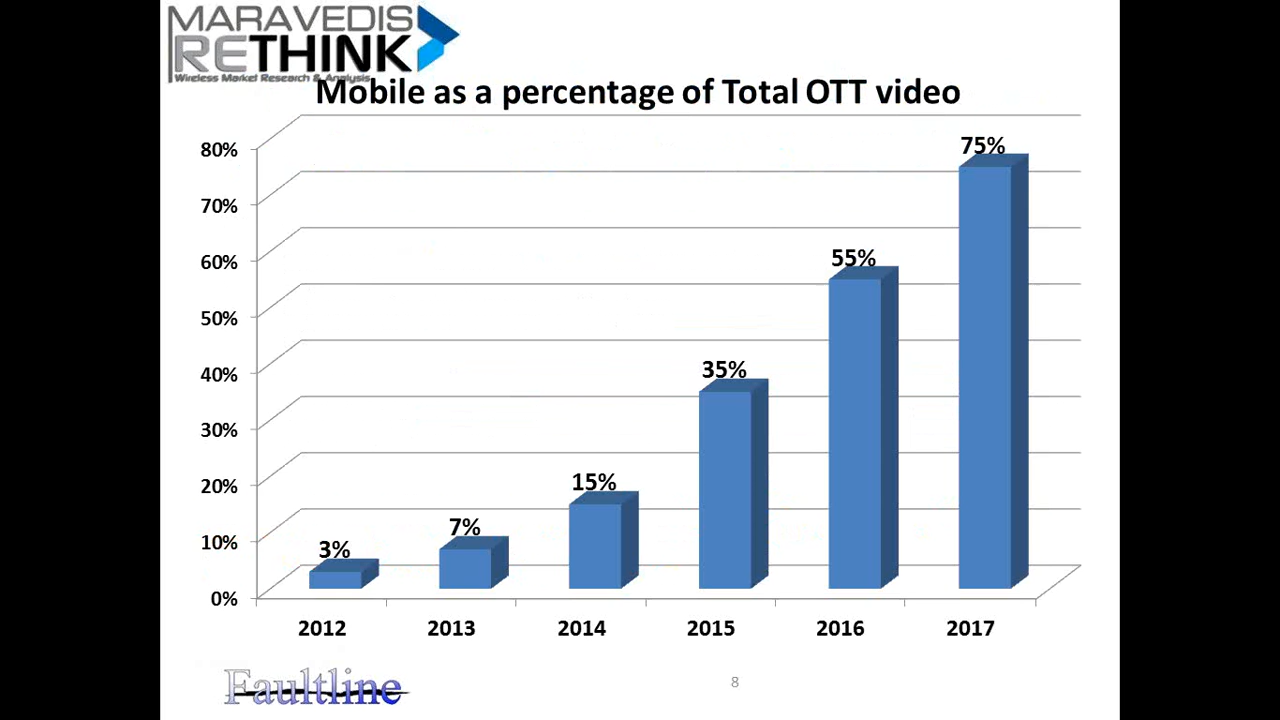 MARAVEDIS
RETHINK
Wireless Market Research & Analysis
Mobile as a percentage of Total OTT video
80%
70%
60%
50%
40%
30%
20%
10%
0%
3%
7%
15%
35%
55%
75%
2012 2013 2014 2015 2016 2017
Faultline
8